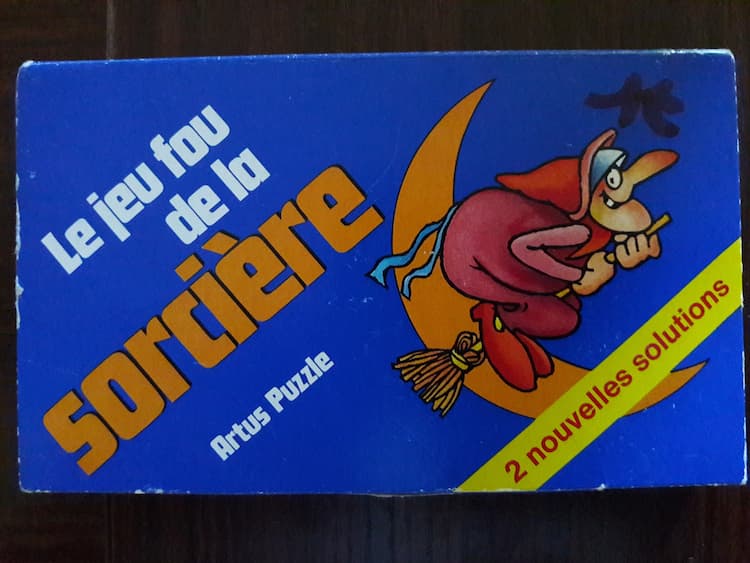 Le jeu fou
de la
sorcière
Artus Puzzle
2 nouvelles solutions